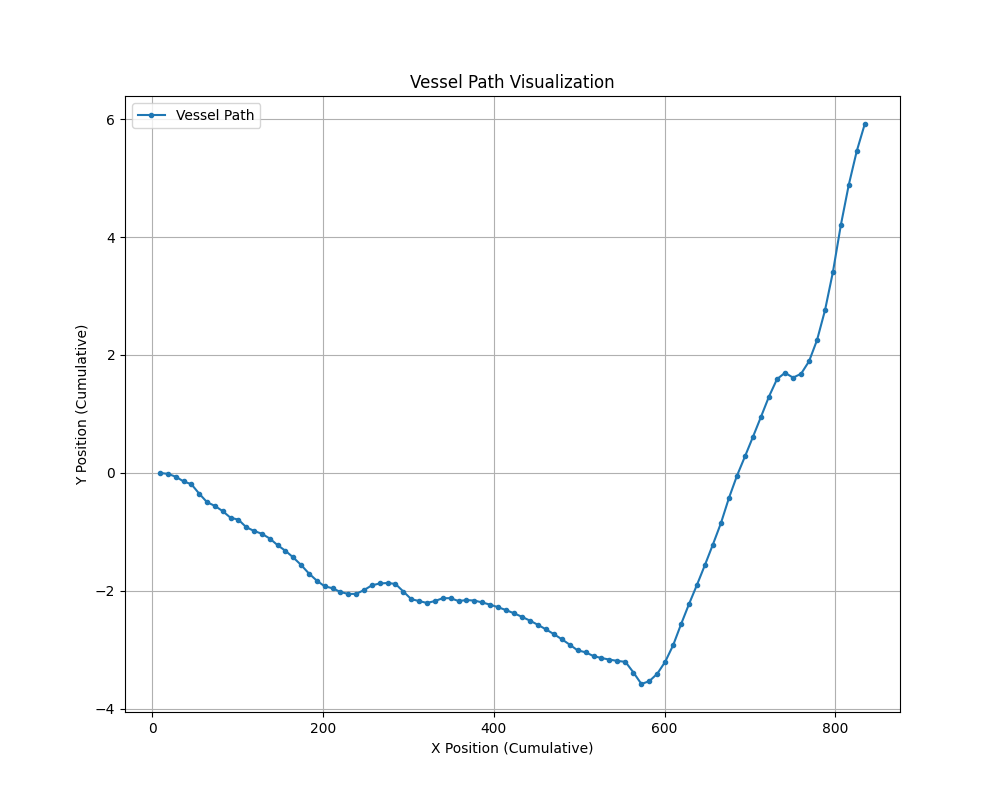 Vessel Path Visualization
Vessel Path
6
4
2
0
−2
−4
Y Position (Cumulative)
0 200 400 600 800
X Position (Cumulative)